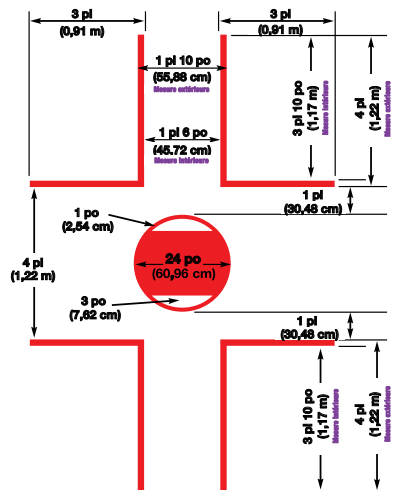 3 pi
(0,91 m)
3 pi
(0,91 m)
1 pi 10 po
(55,88 cm)
Mesure extérieure
3 pi 10 po
(1,17 m)
Mesure intérieure
4 pi
(1,22 m)
Mesure extérieure
1 pi 6 po
(45,72 cm)
Mesure intérieure
1 pi
(30,48 cm)
1 po
(2,54 cm)
4 pi
(1,22 m)
24 po
(60,96 cm)
3 po
(7,62 cm)
1 pi
(30,48 cm)
3 pi 10 po
(1,17 m)
Mesure intérieure
4 pi
(1,22 m)
Mesure extérieure